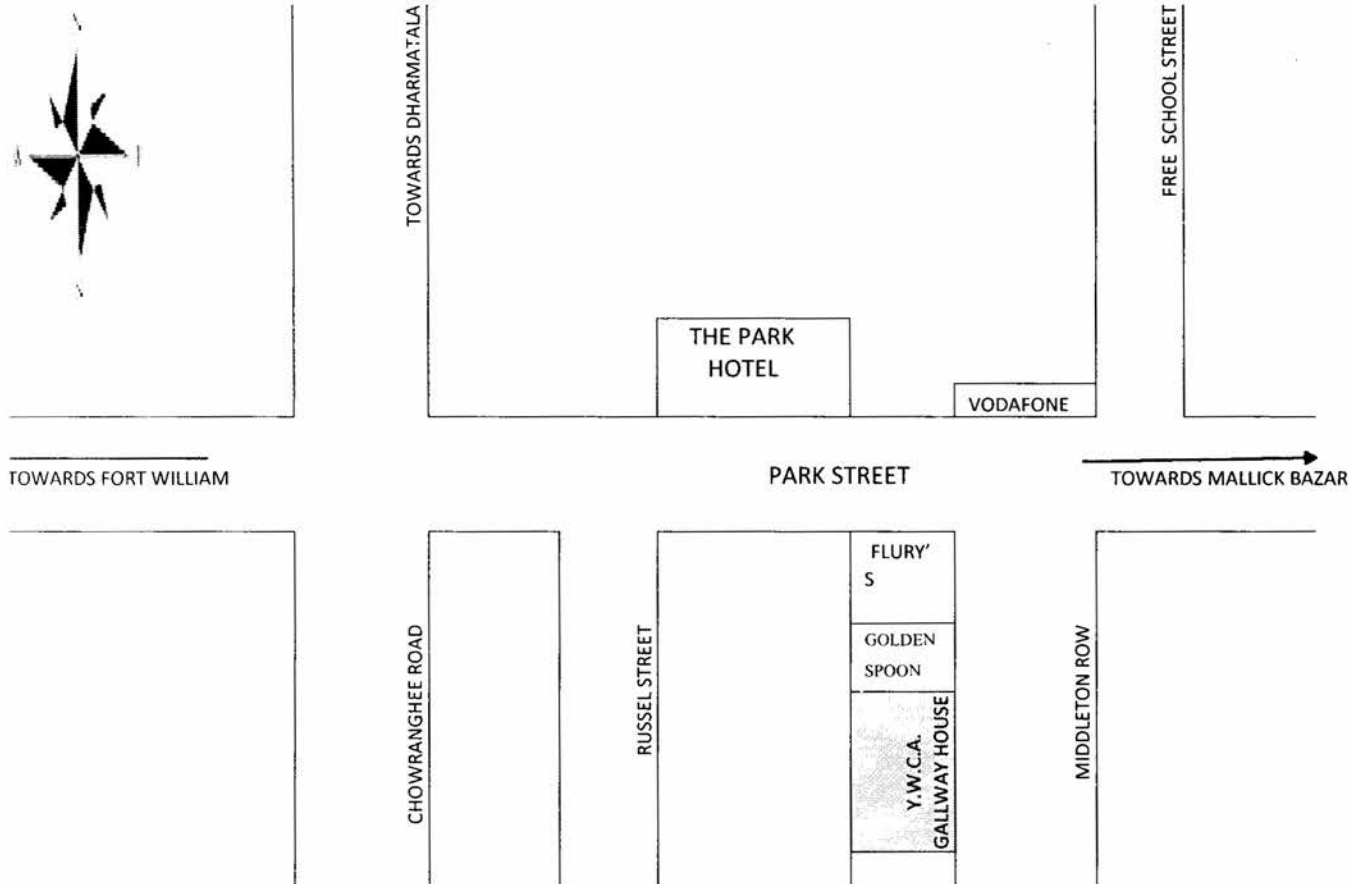 TOWARDS DHARMATALA
FREE SCHOOL STREET
THE PARK
HOTEL
VODAFONE
TOWARDS FORT WILLIAM
PARK STREET
TOWARDS MALLICK BAZAR
FLURY'
S
GOLDEN
SPOON
CHOWRANGHEE ROAD
RUSSEL STREET
Y.W.C.A.
GALLWAY HOUSE
MIDDLETON ROW